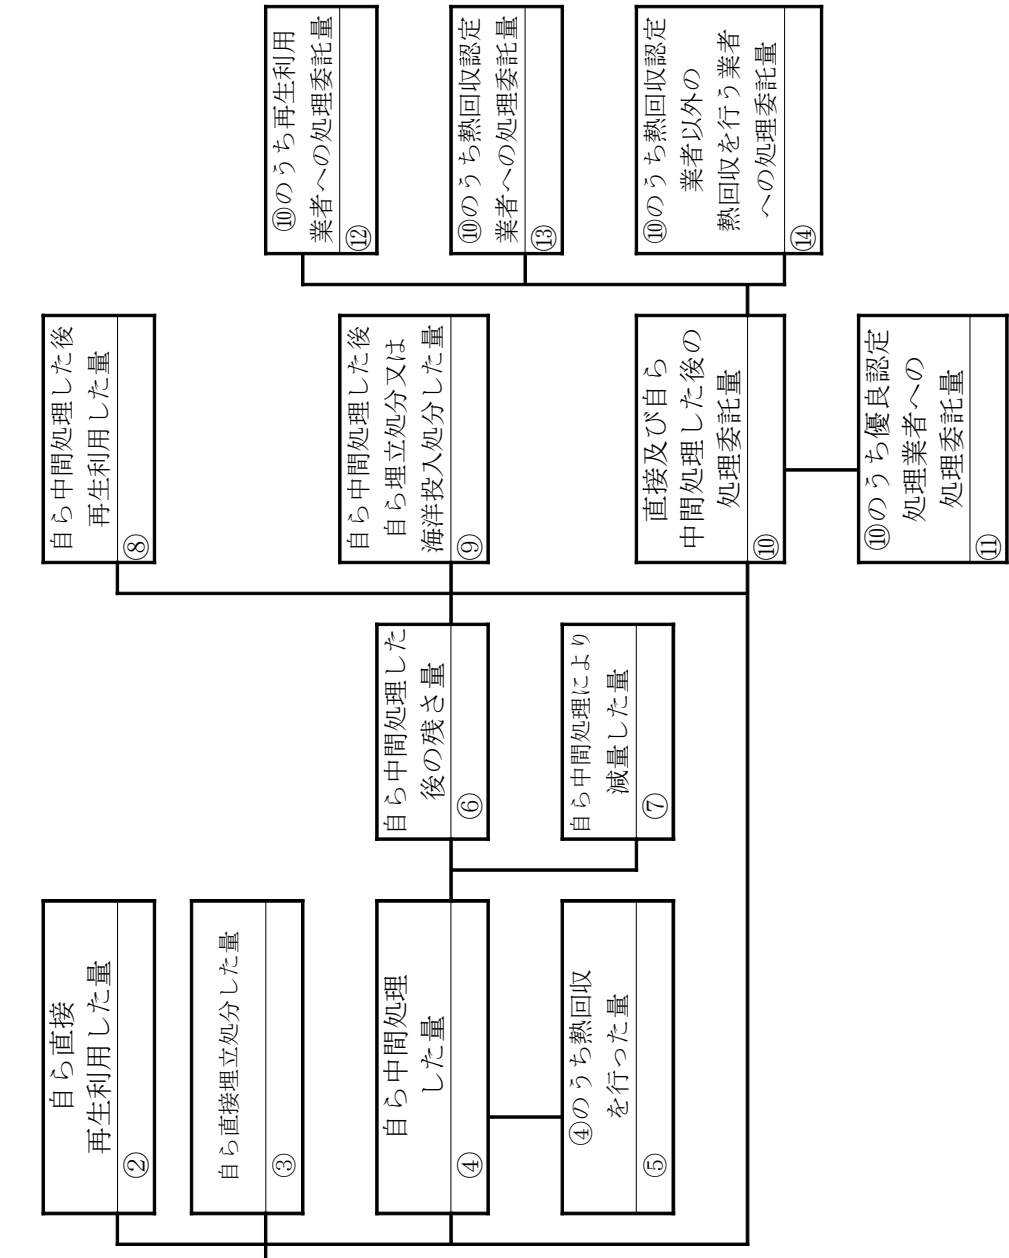 自ら直接
再生利用した量
②
自ら直接埋立処分した量
③
自ら中間処理
した量
④
④のうち熱回収
を行った量
⑤
自ら中間処理した
後の残さ量
⑥
自ら中間処理により
減量した量
⑦
自ら中間処理した後
再生利用した量
⑧
自ら中間処理した後
自ら埋立処分又は
海洋投入処分した量
⑨
直接及び自ら
中間処理した後の
処理委託量
⑩
⑩のうち優良認定
処理業者への
処理委託量
⑪
⑩のうち再生利用
業者への処理委託量
⑫
⑩のうち熱回収認定
業者への処理委託量
⑬
⑩のうち熱回収認定
業者以外の
熱回収を行う業者
への処理委託量
⑭